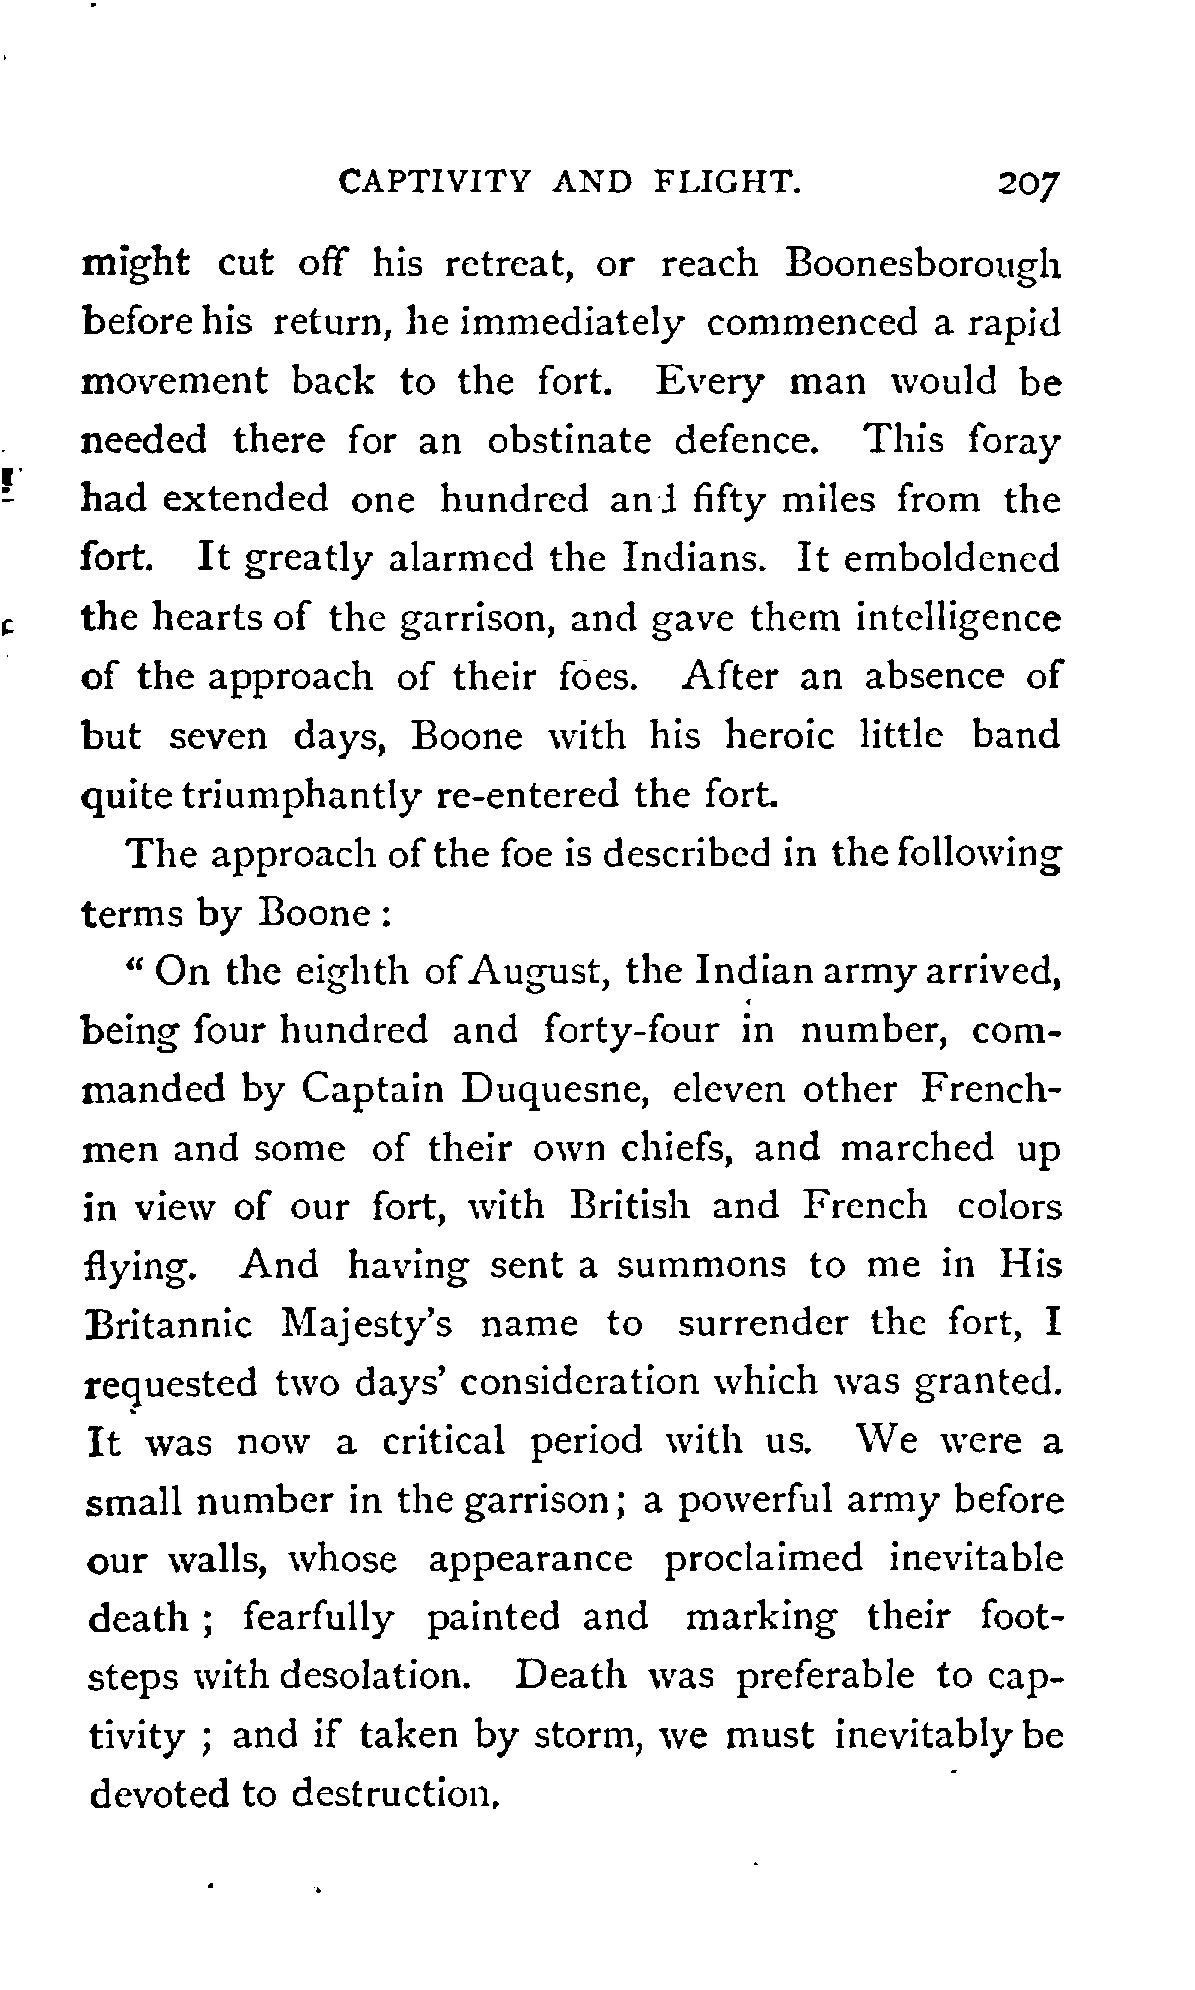 CAPTIVITY AND FLIGHT. 207
might cut off his retreat, or reach Boonesborough
before his return, he immediately commenced a rapid
movement back to the fort. Every man would be
needed there for an obstinate defence. This foray
had extended one hundred and fifty miles from the
fort. It greatly alarmed the Indians. It emboldened
the hearts of the garrison, and gave them intelligence
of the approach of their foes. After an absence of
but seven days, Boone with his heroic little band
quite triumphantly re-entered the fort.
The approach of the foe is described in the following
terms by Boone :
“ On the eighth of August, the Indian army arrived,
being four hundred and forty-four in number, com-
manded by Captain Duquesne, eleven other French-
men and some of their own chiefs, and marched up
in view of our fort, with British and French colors
flying. And having sent a summons to me in His
Britannic Majesty's name to surrender the fort, I
requested two days' consideration which was granted.
It was now a critical period with us. We were a
small number in the garrison; a powerful army before
our walls, whose appearance proclaimed inevitable
death ; fearfully painted and marking their foot-
steps with desolation. Death was preferable to cap-
tivity ; and if taken by storm, we must inevitably be
devoted to destruction.